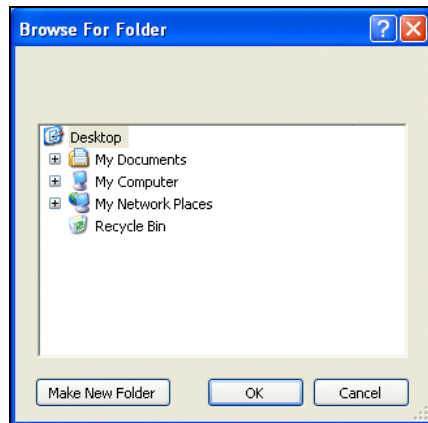 Browse For Folder
Desktop
My Documents
My Computer
My Network Places
Recycle Bin
Make New Folder OK Cancel